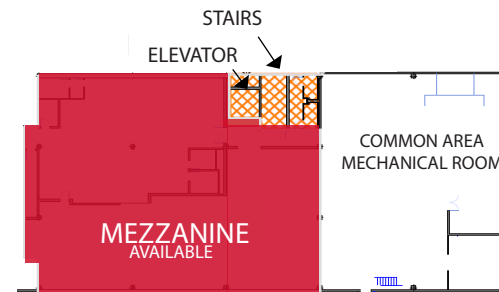 STAIRS
ELEVATOR
COMMON AREA
MECHANICAL ROOM
MEZZANINE
AVAILABLE